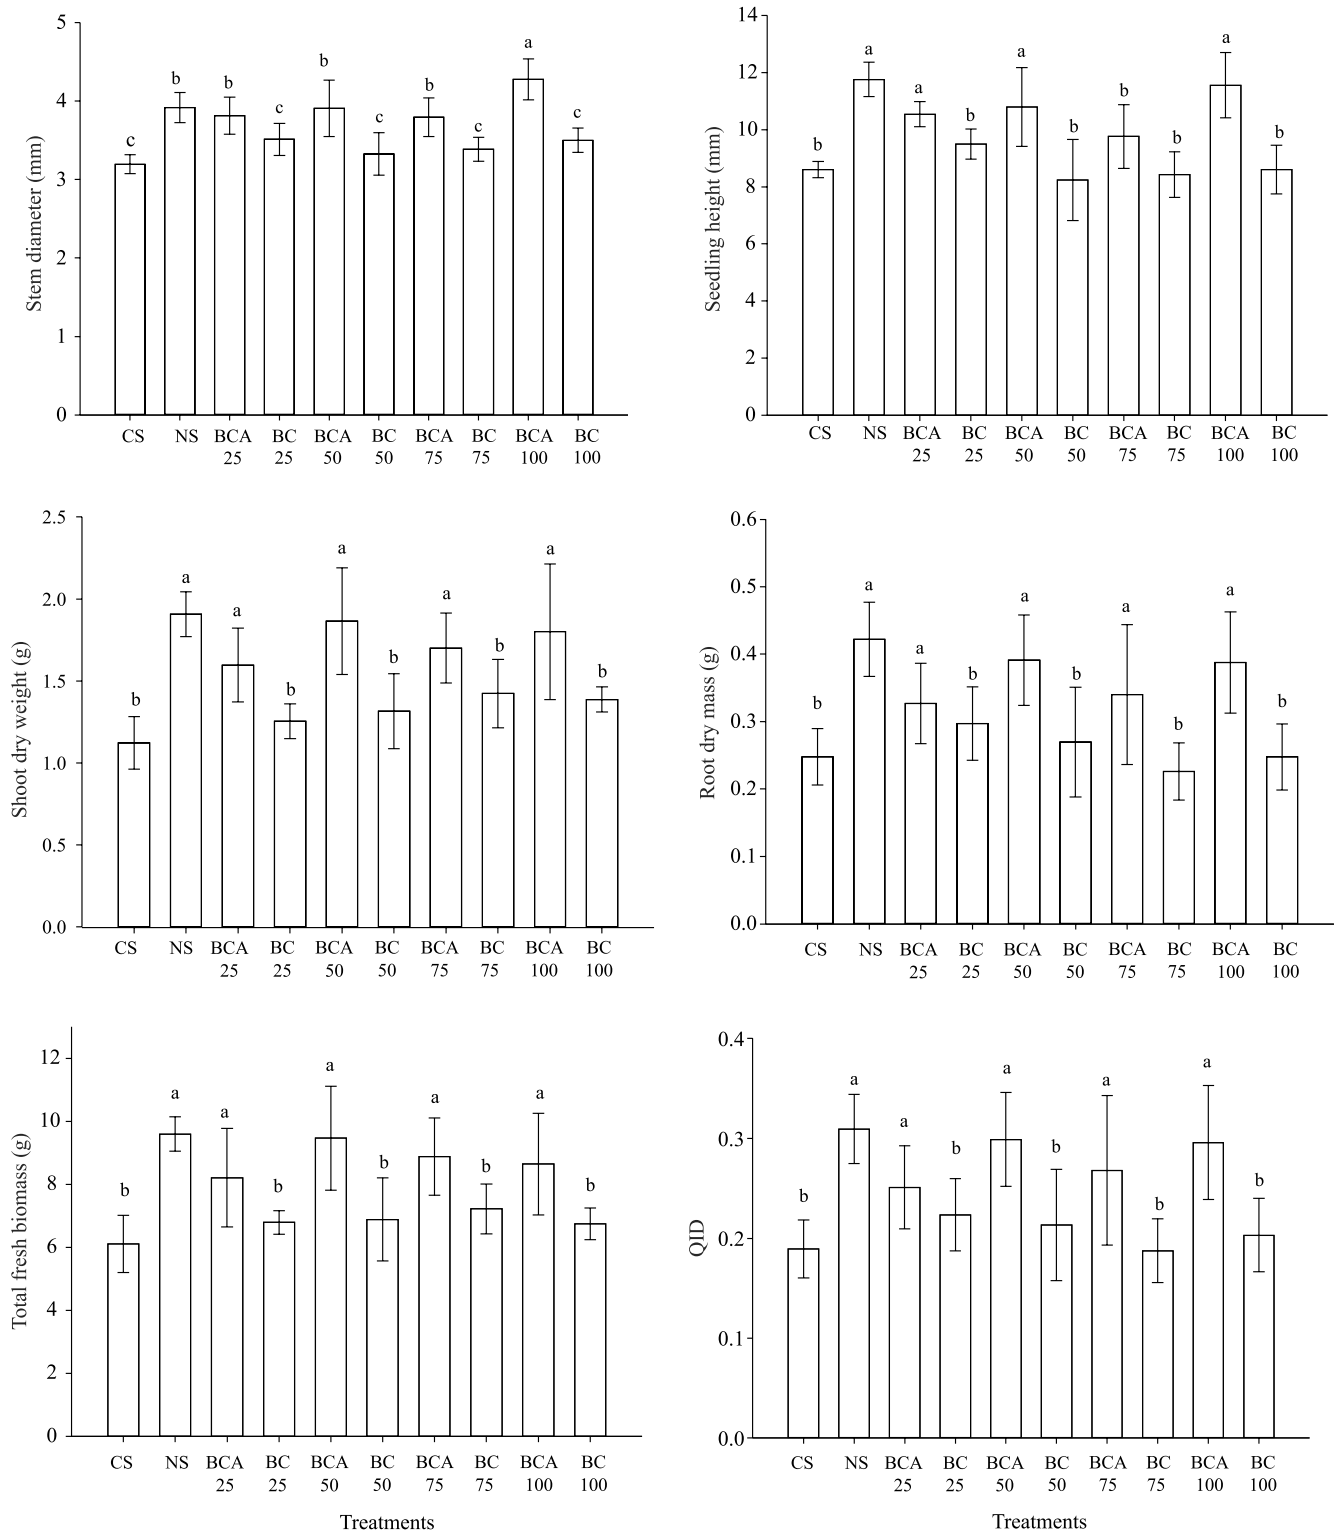 Stem diameter (mm)
5
4
3
2
1
0
c
b
b
c
b
c
b
c
a
c
CS NS BCA BC BCA BC BCA BC BCA BC
25 25 50 50 75 75 100 100
Seedling height (mm)
14
12
10
8
6
4
2
0
b
a
a
b
a
b
b
b
a
b
CS NS BCA BC BCA BC BCA BC BCA BC
25 25 50 50 75 75 100 100
Shoot dry weight (g)
2.5
2.0
1.5
1.0
0.5
0.0
b
a
a
b
a
b
a
b
a
b
CS NS BCA BC BCA BC BCA BC BCA BC
25 25 50 50 75 75 100 100
Root dry mass (g)
0.6
0.5
0.4
0.3
0.2
0.1
0.0
b
a
a
b
a
b
a
b
a
b
CS NS BCA BC BCA BC BCA BC BCA BC
25 25 50 50 75 75 100 100
Total fresh biomass (g)
12
10
8
6
4
2
0
b
a
a
b
a
b
a
b
a
b
CS NS BCA BC BCA BC BCA BC BCA BC
25 25 50 50 75 75 100 100
Treatments
QID
0.4
0.3
0.2
0.1
0.0
b
a
a
b
a
b
a
b
a
b
CS NS BCA BC BCA BC BCA BC BCA BC
25 25 50 50 75 75 100 100
Treatments